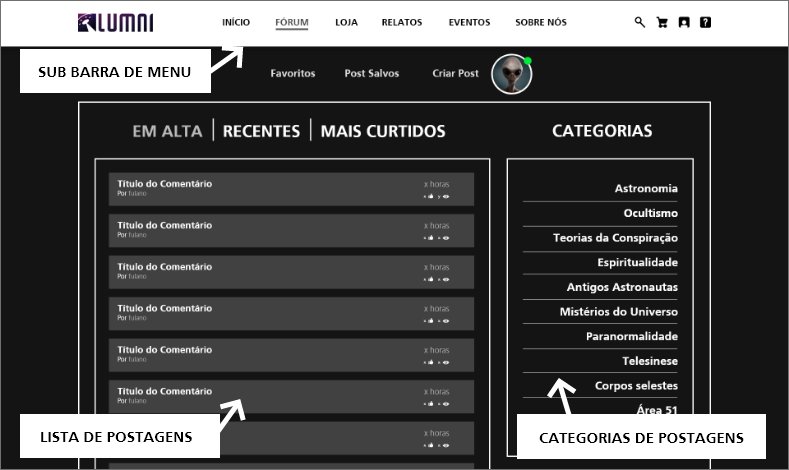 KLUMNI
INÍCIO FÓRUM LOJA RELATOS EVENTOS SOBRE NÓS
SUB BARRA DE MENU
Favoritos Post Salvos Criar Post
EM ALTA RECENTES MAIS CURTIDOS
CATEGORIAS
Título do Comentário x horas
Por fulano x x
Título do Comentário x horas
Por fulano x x
Título do Comentário x horas
Por fulano x x
Título do Comentário x horas
Por fulano x x
Título do Comentário x horas
Por fulano x x
Título do Comentário x horas
Por fulano x x
x horas
x x
Astronomia
Ocultismo
Teorias da Conspiração
Espiritualidade
Antigos Astronautas
Mistérios do Universo
Paranormalidade
Telesinese
Corpos selestes
Área 51
LISTA DE POSTAGENS
CATEGORIAS DE POSTAGENS